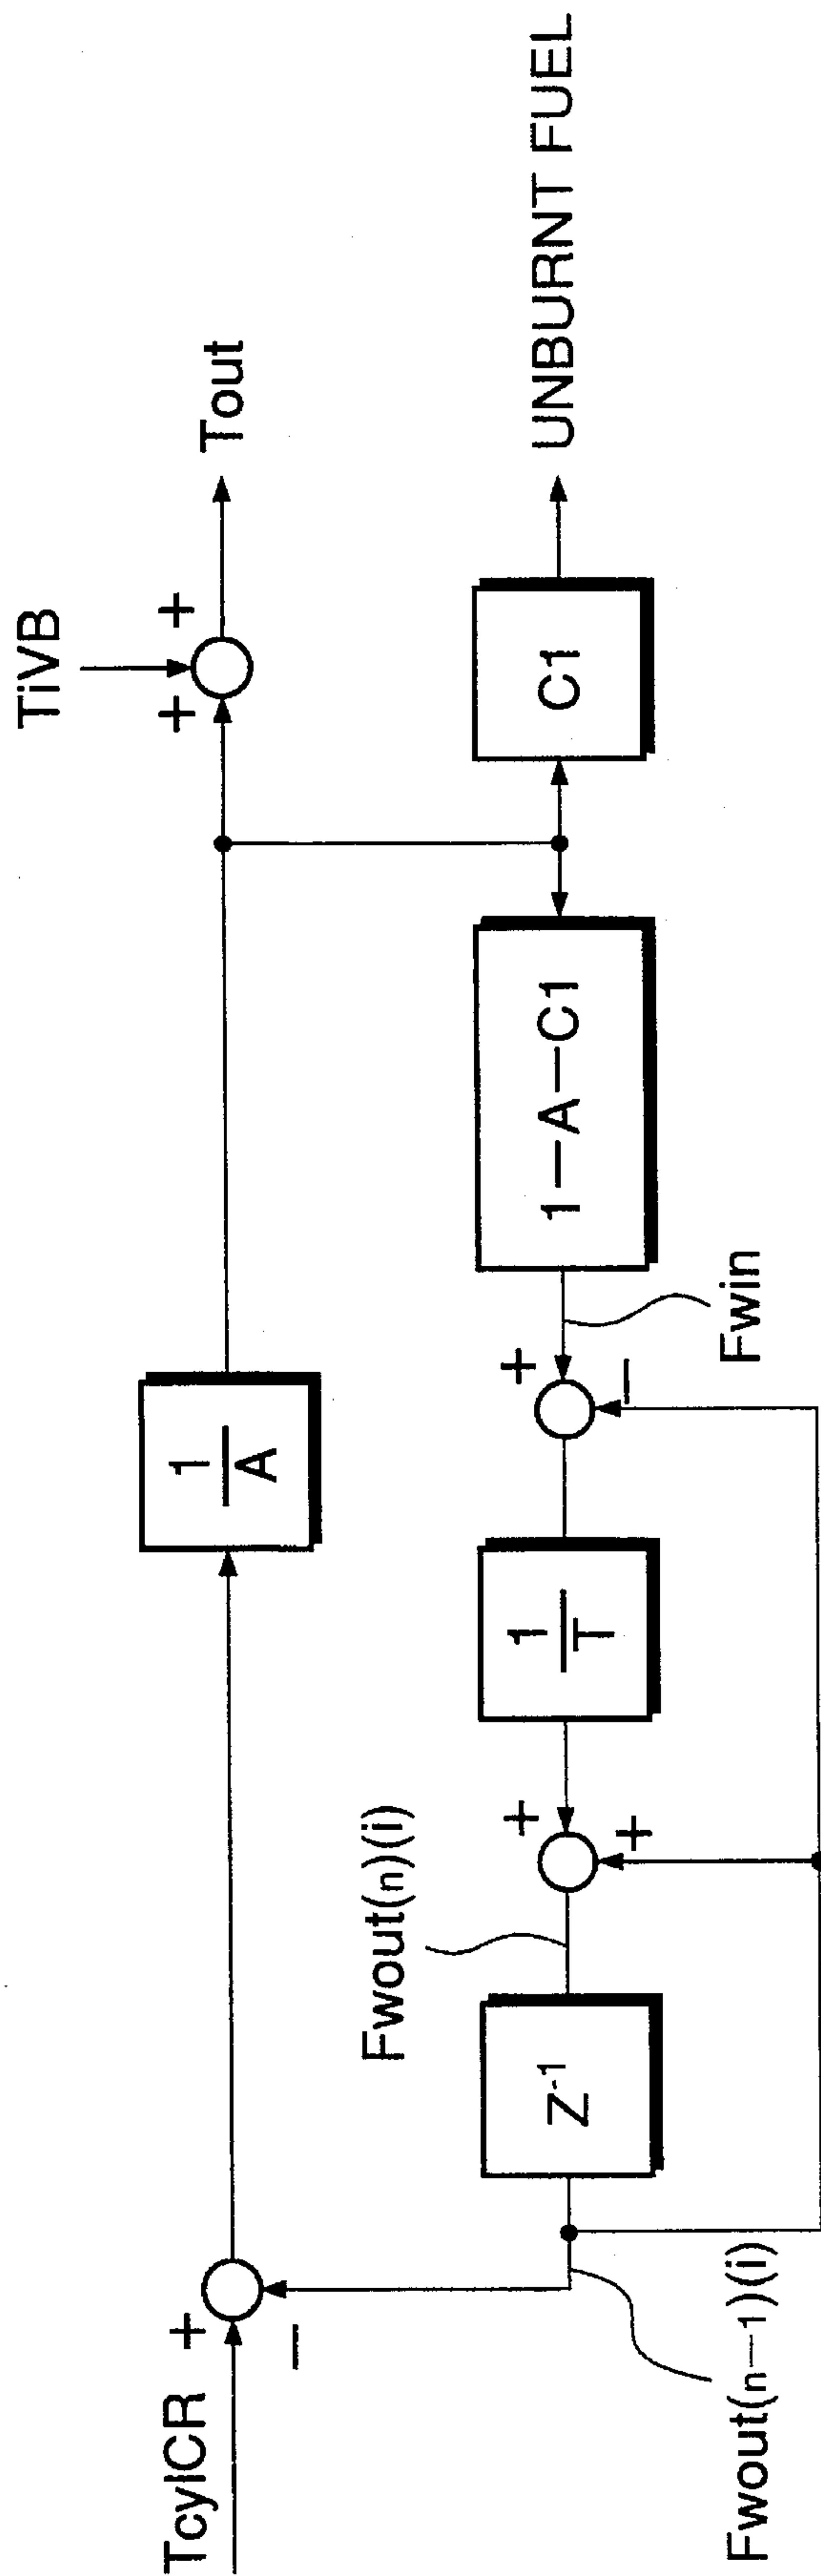 TcylCR
+
−
1
A
TiVB
+
+
Tout
Fwout(n−1)(i)
Z-1
Fwout(n)(i)
+
+
1
T
+
−
Fwin
1−A−C1
C1
UNBURNT FUEL